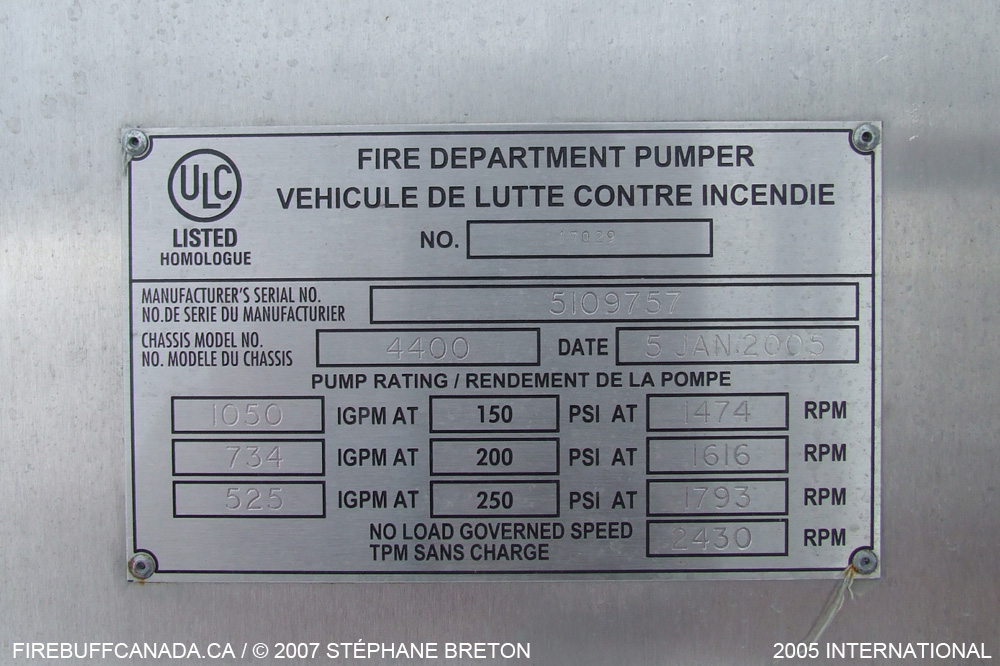 ULC
LISTED
HOMOLOGUE
FIRE DEPARTMENT PUMPER
VEHICULE DE LUTTE CONTRE INCENDIE
NO.
MANUFACTURER'S SERIAL NO.
NO.DE SERIE DU MANUFACTURIER
5109757
CHASSIS MODEL NO.
NO. MODELE DU CHASSIS
4400
DATE 5 JAN.2005
PUMP RATING / RENDEMENT DE LA POMPE
1050 IGPM AT 150 PSI AT 1474 RPM
734 IGPM AT 200 PSI AT 1616 RPM
525 IGPM AT 250 PSI AT 1793 RPM
NO LOAD GOVERNED SPEED
TPM SANS CHARGE
2430 RPM
FIREBUFFCANADA.CA / © 2007 STÉPHANE BRETON 2005 INTERNATIONAL